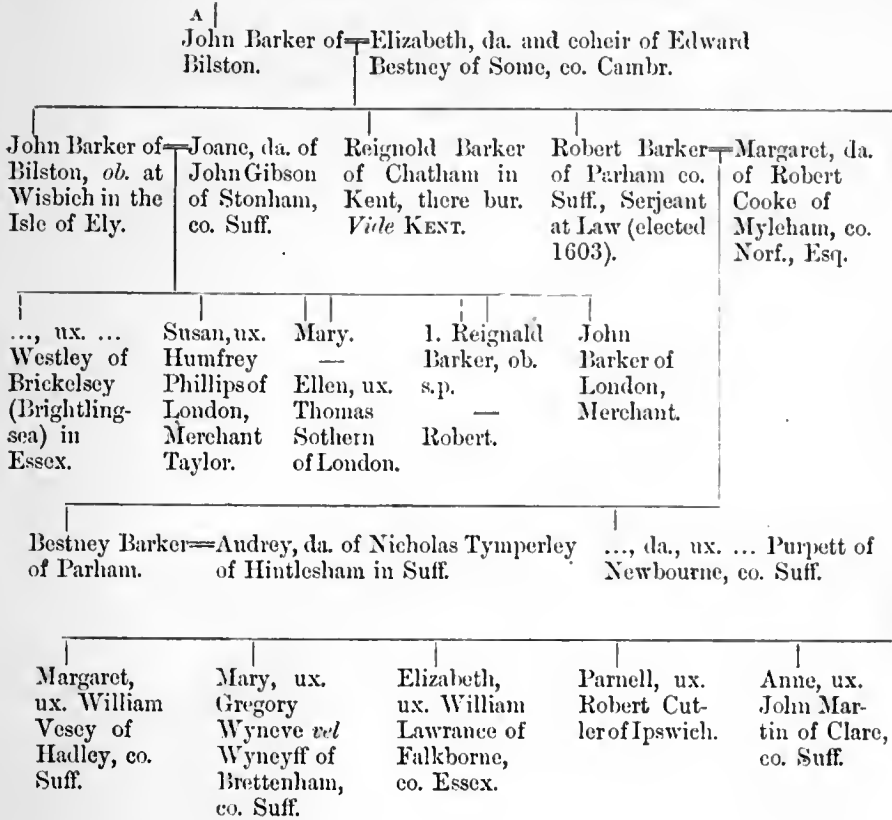 A
John Barker of
Bilston.
Elizabeth, da. and coheir of Edward
Bestney of Some, co. Cambr.
John Barker of
Bilston, ob. at
Wisbich in the
Isle of Ely.
Joane, da. of
John Gibson
of Stonham,
co. Suff.
Reignold Barker
of Chatham in
Kent, there bur.
Vide KENT.
Robert Barker
of Parham co.
Suff., Serjeant
at Law (elected
1603).
Margaret, da.
of Robert
Cooke of
Myleham, co.
Norf., Esq.
..., ux. ...
Westley of
Brickelsey
(Brightling-
sea) in
Essex.
Susan, ux.
Humfrey
Phillips of
London,
Merchant
Taylor.
Mary.
—
Ellen, ux.
Thomas
Sothern
of London.
1. Reignald
Barker, ob.
s.p.
—
Robert.
John
Barker of
London,
Merchant.
Bestney Barker
of Parham.
Audrey, da. of Nicholas Tymperley
of Hintlesham in Suff.
..., da., ux. ... Purpett of
Newbourne, co. Suff.
Margaret,
ux. William
Vesey of
Hadley, co.
Suff.
Mary, ux.
Gregory
Wyneve vel
Wyneyff of
Brettenham,
co. Suff.
Elizabeth,
ux. William
Lawrance of
Falkborne,
co. Essex.
Parnell, ux.
Robert Cut-
ler of Ipswich.
Anne, ux.
John Mar-
tin of Clare,
co. Suff.